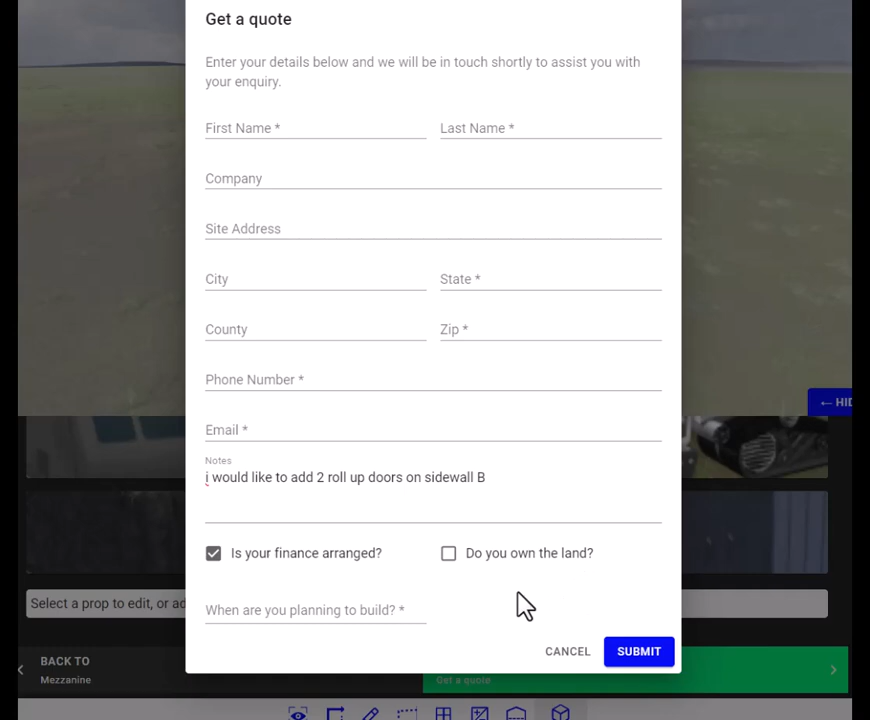 Get a quote
Enter your details below and we will be in touch shortly to assist you with
your enquiry.
First Name * Last Name *
Company
Site Address
City State *
County Zip *
Phone Number *
← HID
Email *
Notes
i would like to add 2 roll up doors on sidewall B
Is your finance arranged? Do you own the land?
Select a prop to edit, or ad
When are you planning to build? *
CANCEL SUBMIT
BACK TO
Mezzanine Get a quote